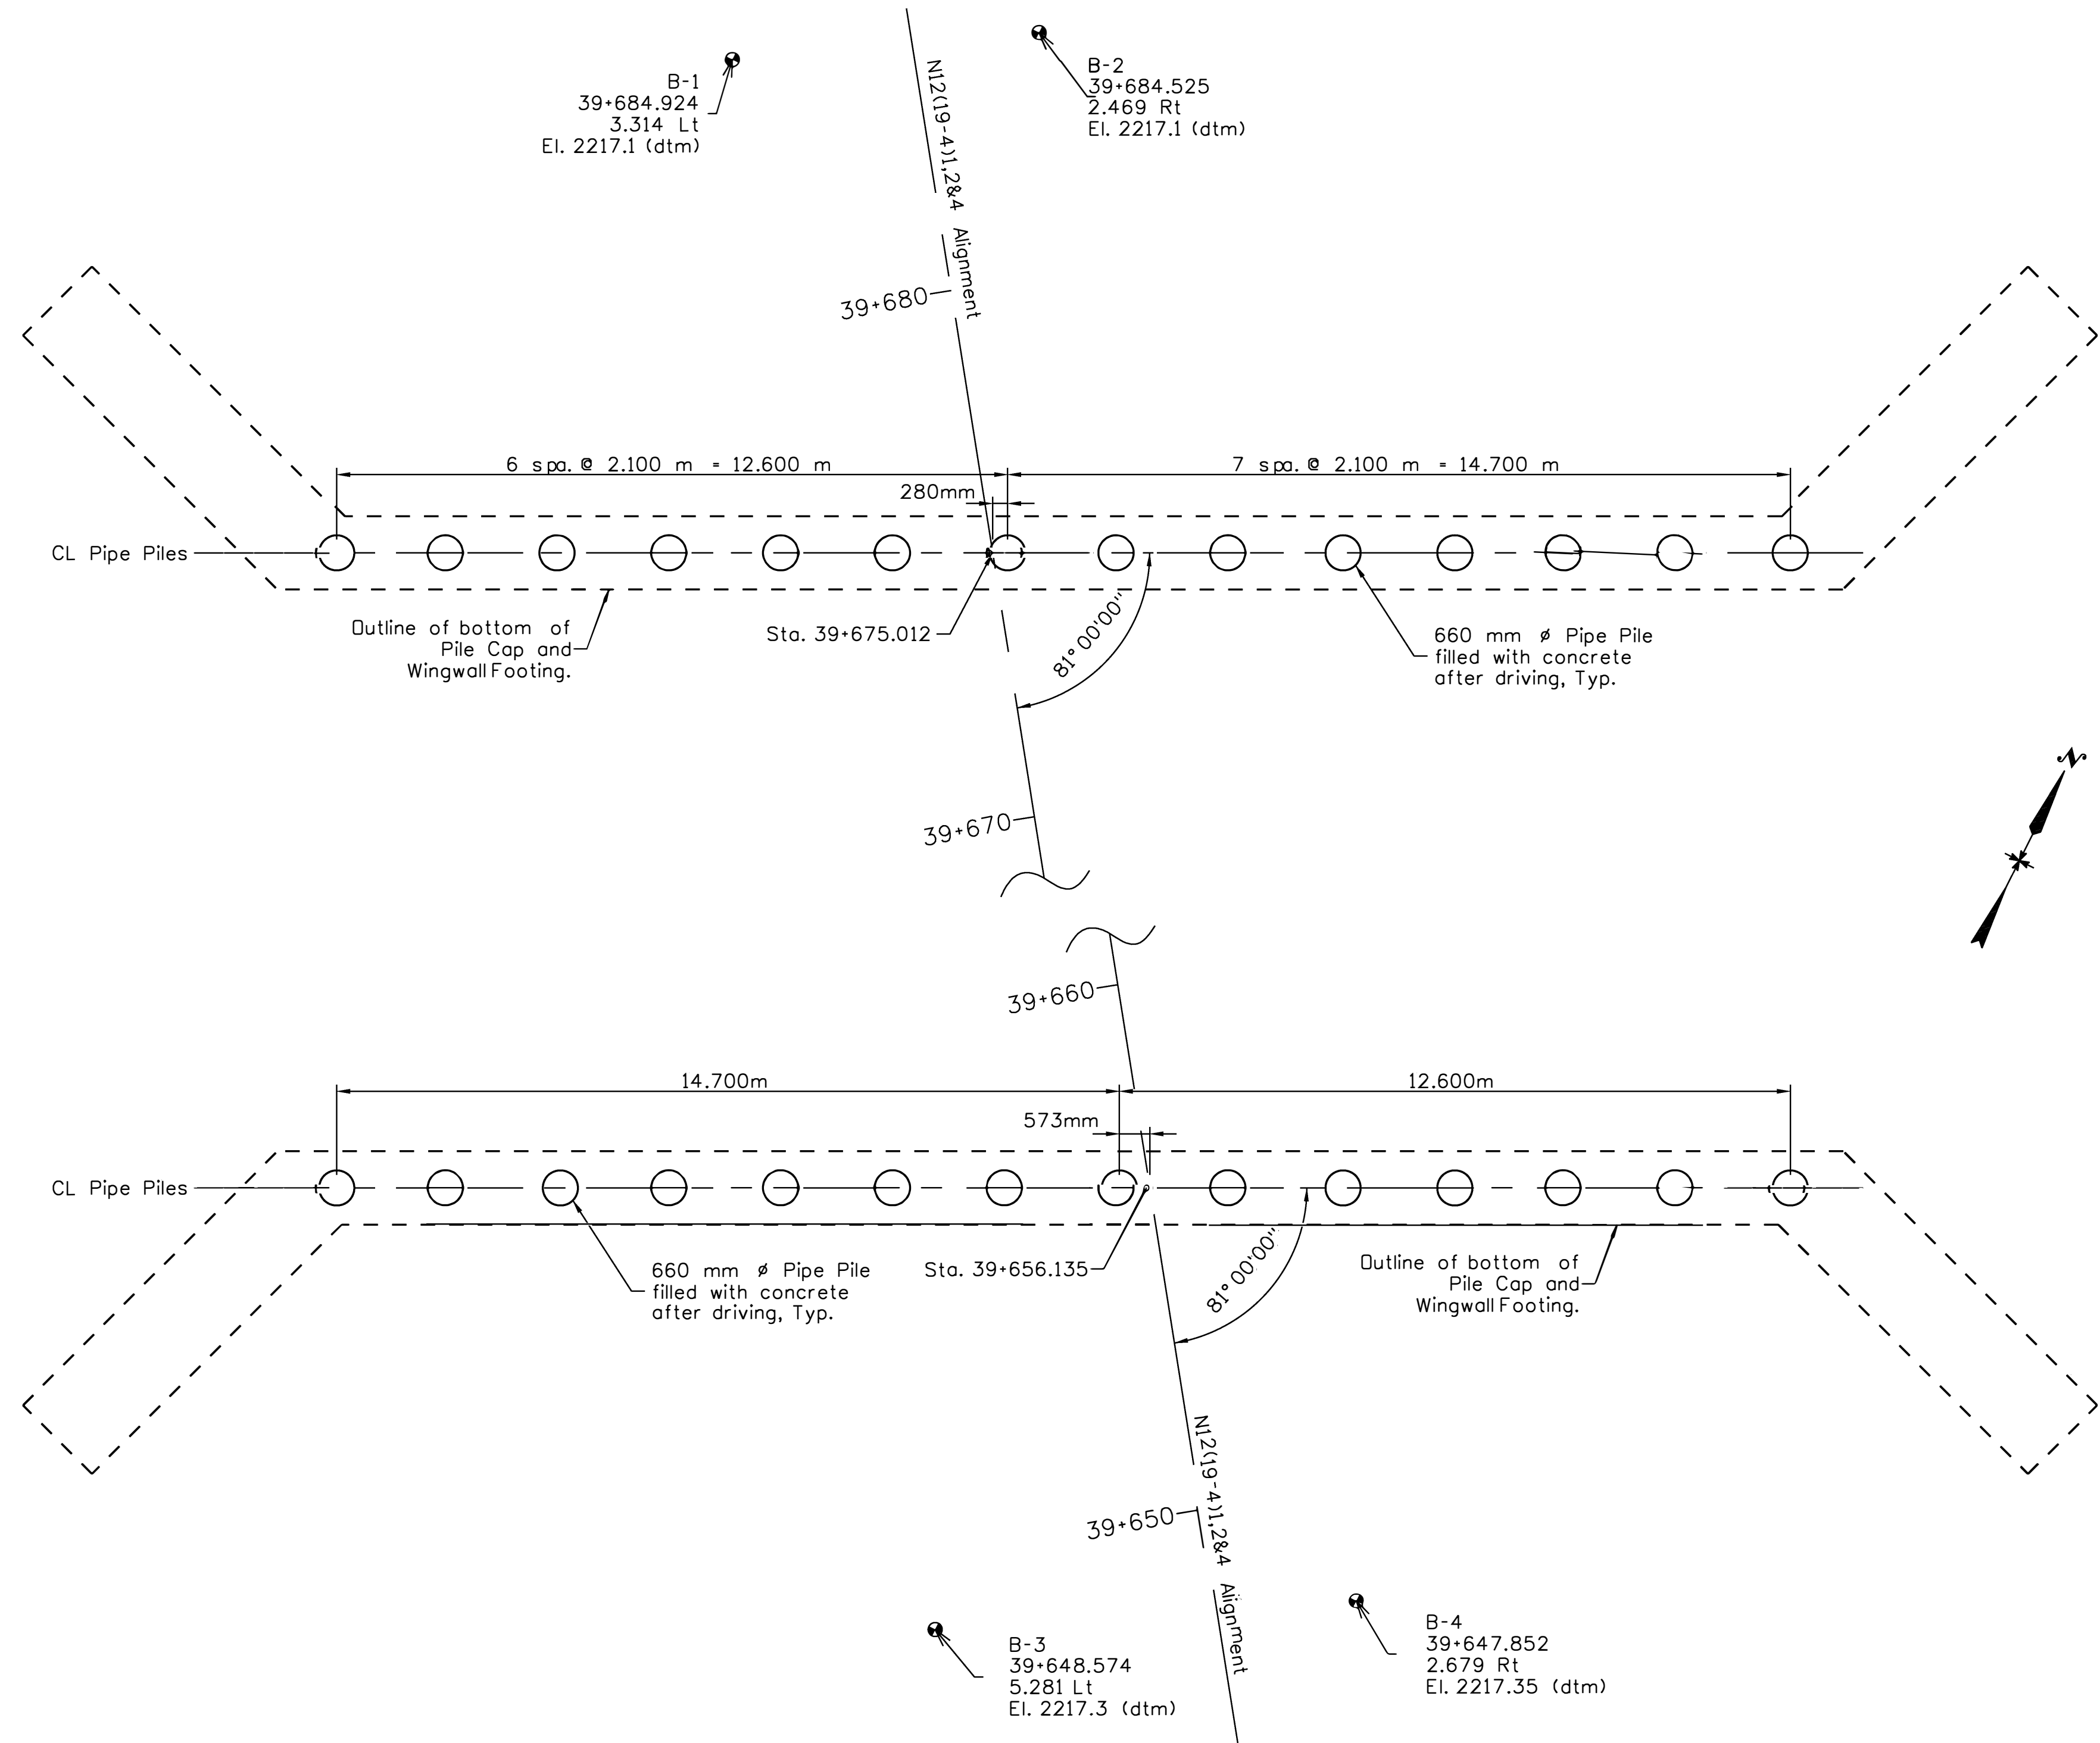 B-1
39+684.924
3.314 Lt
El. 2217.1 (dtm)
B-2
39+684.525
2.469 Rt
El. 2217.1 (dtm)
N12(19-4)1,2&4 Alignment
39+680
6 spa. @ 2.100 m = 12.600 m
7 spa. @ 2.100 m = 14.700 m
280mm
CL Pipe Piles
Outline of bottom of
Pile Cap and
Wingwall Footing.
Sta. 39+675.012
81° 00'00"
660 mm ø Pipe Pile
filled with concrete
after driving, Typ.
N
39+670
39+660
14.700m
12.600m
573mm
CL Pipe Piles
660 mm ø Pipe Pile
filled with concrete
after driving, Typ.
Sta. 39+656.135
81° 00'00"
Outline of bottom of
Pile Cap and
Wingwall Footing.
N12(19-4)1,2&4 Alignment
39+650
B-3
39+648.574
5.281 Lt
El. 2217.3 (dtm)
B-4
39+647.852
2.679 Rt
El. 2217.35 (dtm)